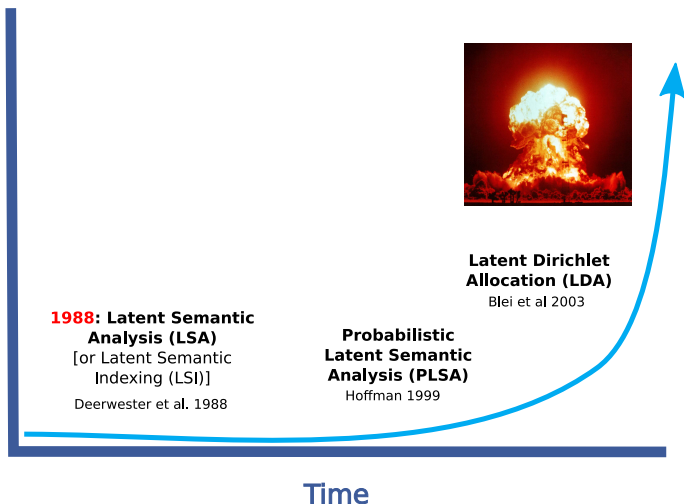 1988: Latent Semantic
Analysis (LSA)
[or Latent Semantic
Indexing (LSI)]
Deerwester et al. 1988
Probabilistic
Latent Semantic
Analysis (PLSA)
Hoffman 1999
Latent Dirichlet
Allocation (LDA)
Blei et al 2003
Time